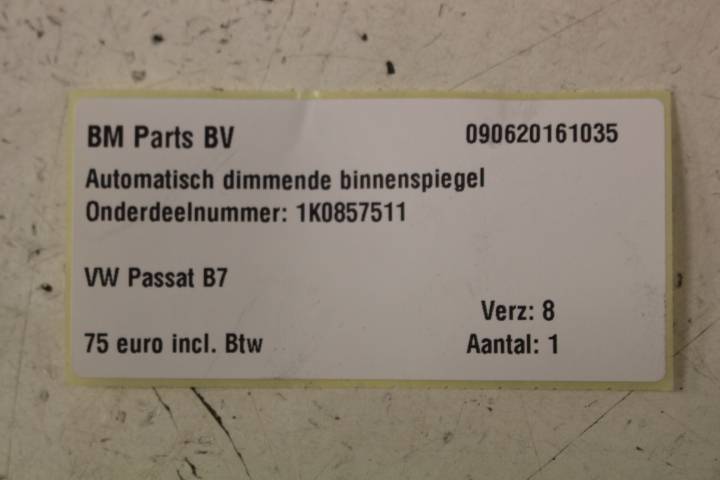 BM Parts BV 090620161035
Automatisch dimmende binnenspiegel
Onderdeelnummer: 1K0857511
VW Passat B7
Verz: 8
75 euro incl. Btw Aantal: 1